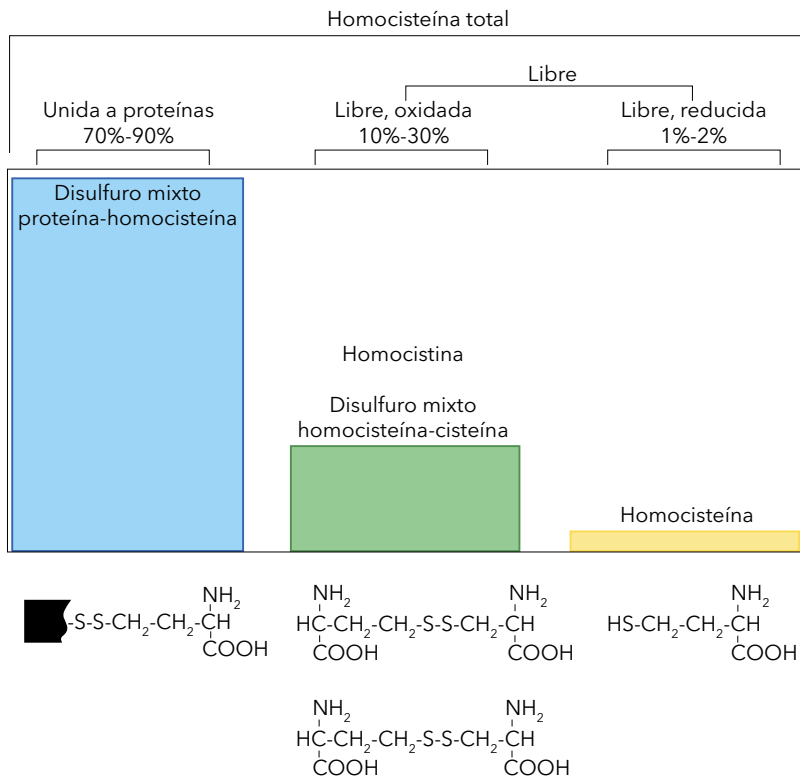 Homocisteína total
Libre
Unida a proteínas
70%-90%
Libre, oxidada
10%-30%
Libre, reducida
1%-2%
Disulfuro mixto
proteína-homocisteína
Homocistina
Disulfuro mixto
homocisteína-cisteína
Homocisteína
NH₂
-S-S-CH₂-CH₂-CH
COOH
NH₂ NH₂
HC-CH₂-CH₂-S-S-CH₂-CH
COOH COOH
NH₂
HS-CH₂-CH₂-CH
COOH
NH₂ NH₂
HC-CH₂-CH₂-S-S-CH₂-CH
COOH COOH